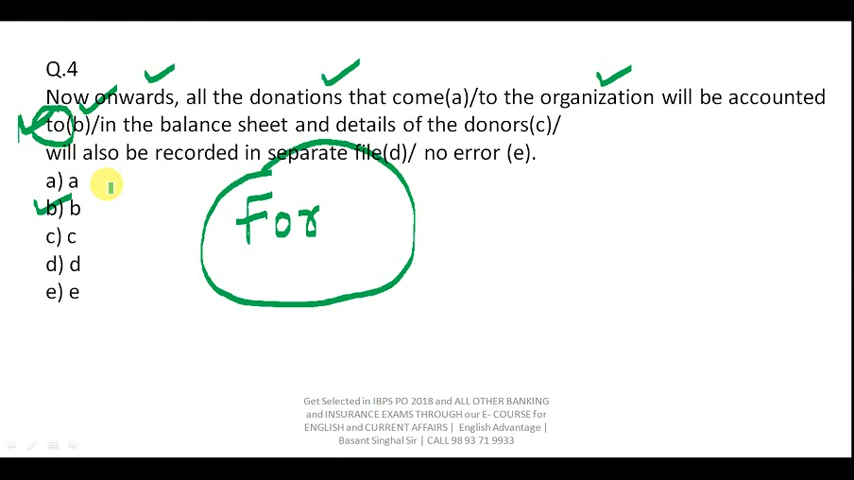 Q.4
Now onwards, all the donations that come(a)/to the organization will be accounted
to(b)/in the balance sheet and details of the donors(c)/
will also be recorded in separate file(d)/ no error (e).
a) a
b) b
c) c
d) d
e) e
For
Get Selected in IBPS PO 2018 and ALL OTHER BANKING
and INSURANCE EXAMS THROUGH our E- COURSE for
ENGLISH and CURRENT AFFAIRS | English Advantage |
Basant Singhal Sir | CALL 98 93 71 9933